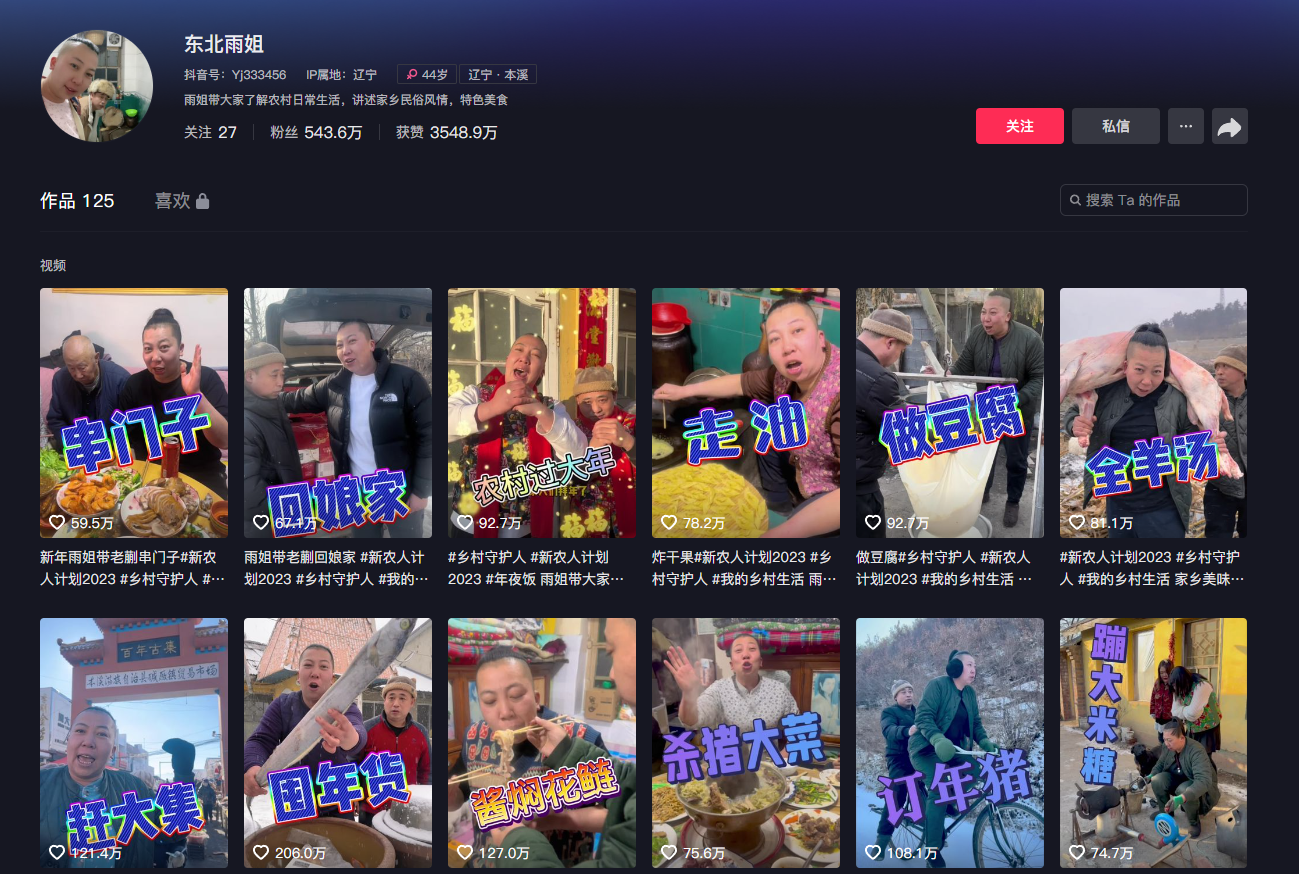 东北雨姐
抖音号：Yj333456 IP属地：辽宁 44岁 辽宁 · 本溪
雨姐带大家了解农村日常生活，讲述家乡民俗风情，特色美食
关注 27 粉丝 543.6万 获赞 3548.9万
关注 私信 ···
作品 125 喜欢
搜索 Ta 的作品
视频
串门子
59.5万
新年雨姐带老蒯串门子#新农
人计划2023 #乡村守护人 #···
回娘家
67.1万
雨姐带老蒯回娘家 #新农人计
划2023 #乡村守护人 #我的···
农村过大年
92.7万
#乡村守护人 #新农人计划
2023 #年夜饭 雨姐带大家···
走油
78.2万
炸干果#新农人计划2023 #乡
村守护人 #我的乡村生活 雨···
做豆腐
92.7万
做豆腐#乡村守护人 #新农人
计划2023 #我的乡村生活 ···
全羊汤
81.1万
#新农人计划2023 #乡村守护
人 #我的乡村生活 家乡美味···
百年古集
本溪满族自治县碱厂镇贸易市场
赶大集
121.4万
囤年货
206.0万
酱焖花鲢
127.0万
杀猪大菜
75.6万
订年猪
108.1万
蹦大米糖
74.7万